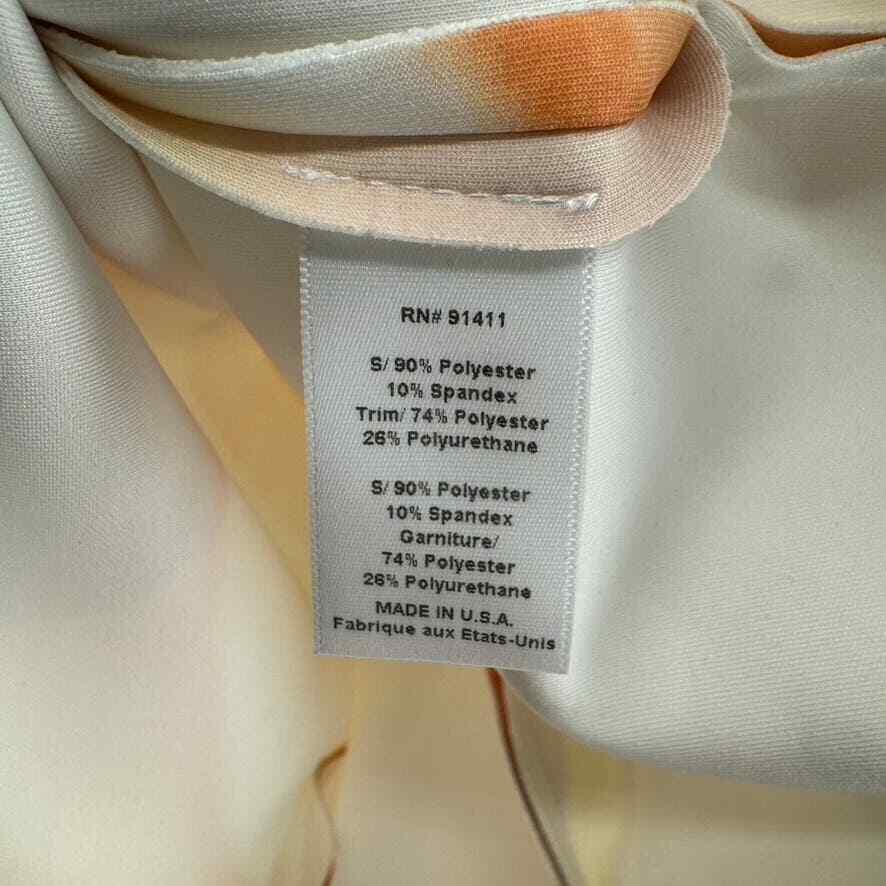 RN# 91411
S/ 90% Polyester
10% Spandex
Trim/ 74% Polyester
26% Polyurethane
S/ 90% Polyester
10% Spandex
Garniture/
74% Polyester
26% Polyurethane
MADE IN U.S.A.
Fabrique aux Etats-Unis